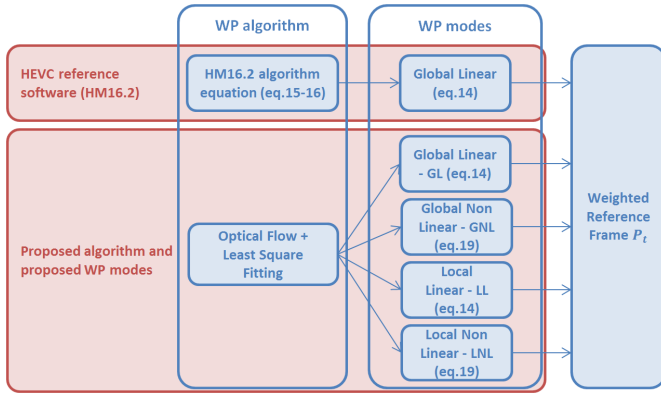 WP algorithm
WP modes
HEVC reference
software (HM16.2)
HM16.2 algorithm
equation (eq.15-16)
Global Linear
(eq.14)
Global Linear
- GL (eq.14)
Global Non
Linear - GNL
(eq.19)
Proposed algorithm and
proposed WP modes
Optical Flow +
Least Square
Fitting
Local
Linear - LL
(eq.14)
Local Non
Linear - LNL
(eq.19)
Weighted
Reference
Frame P_t